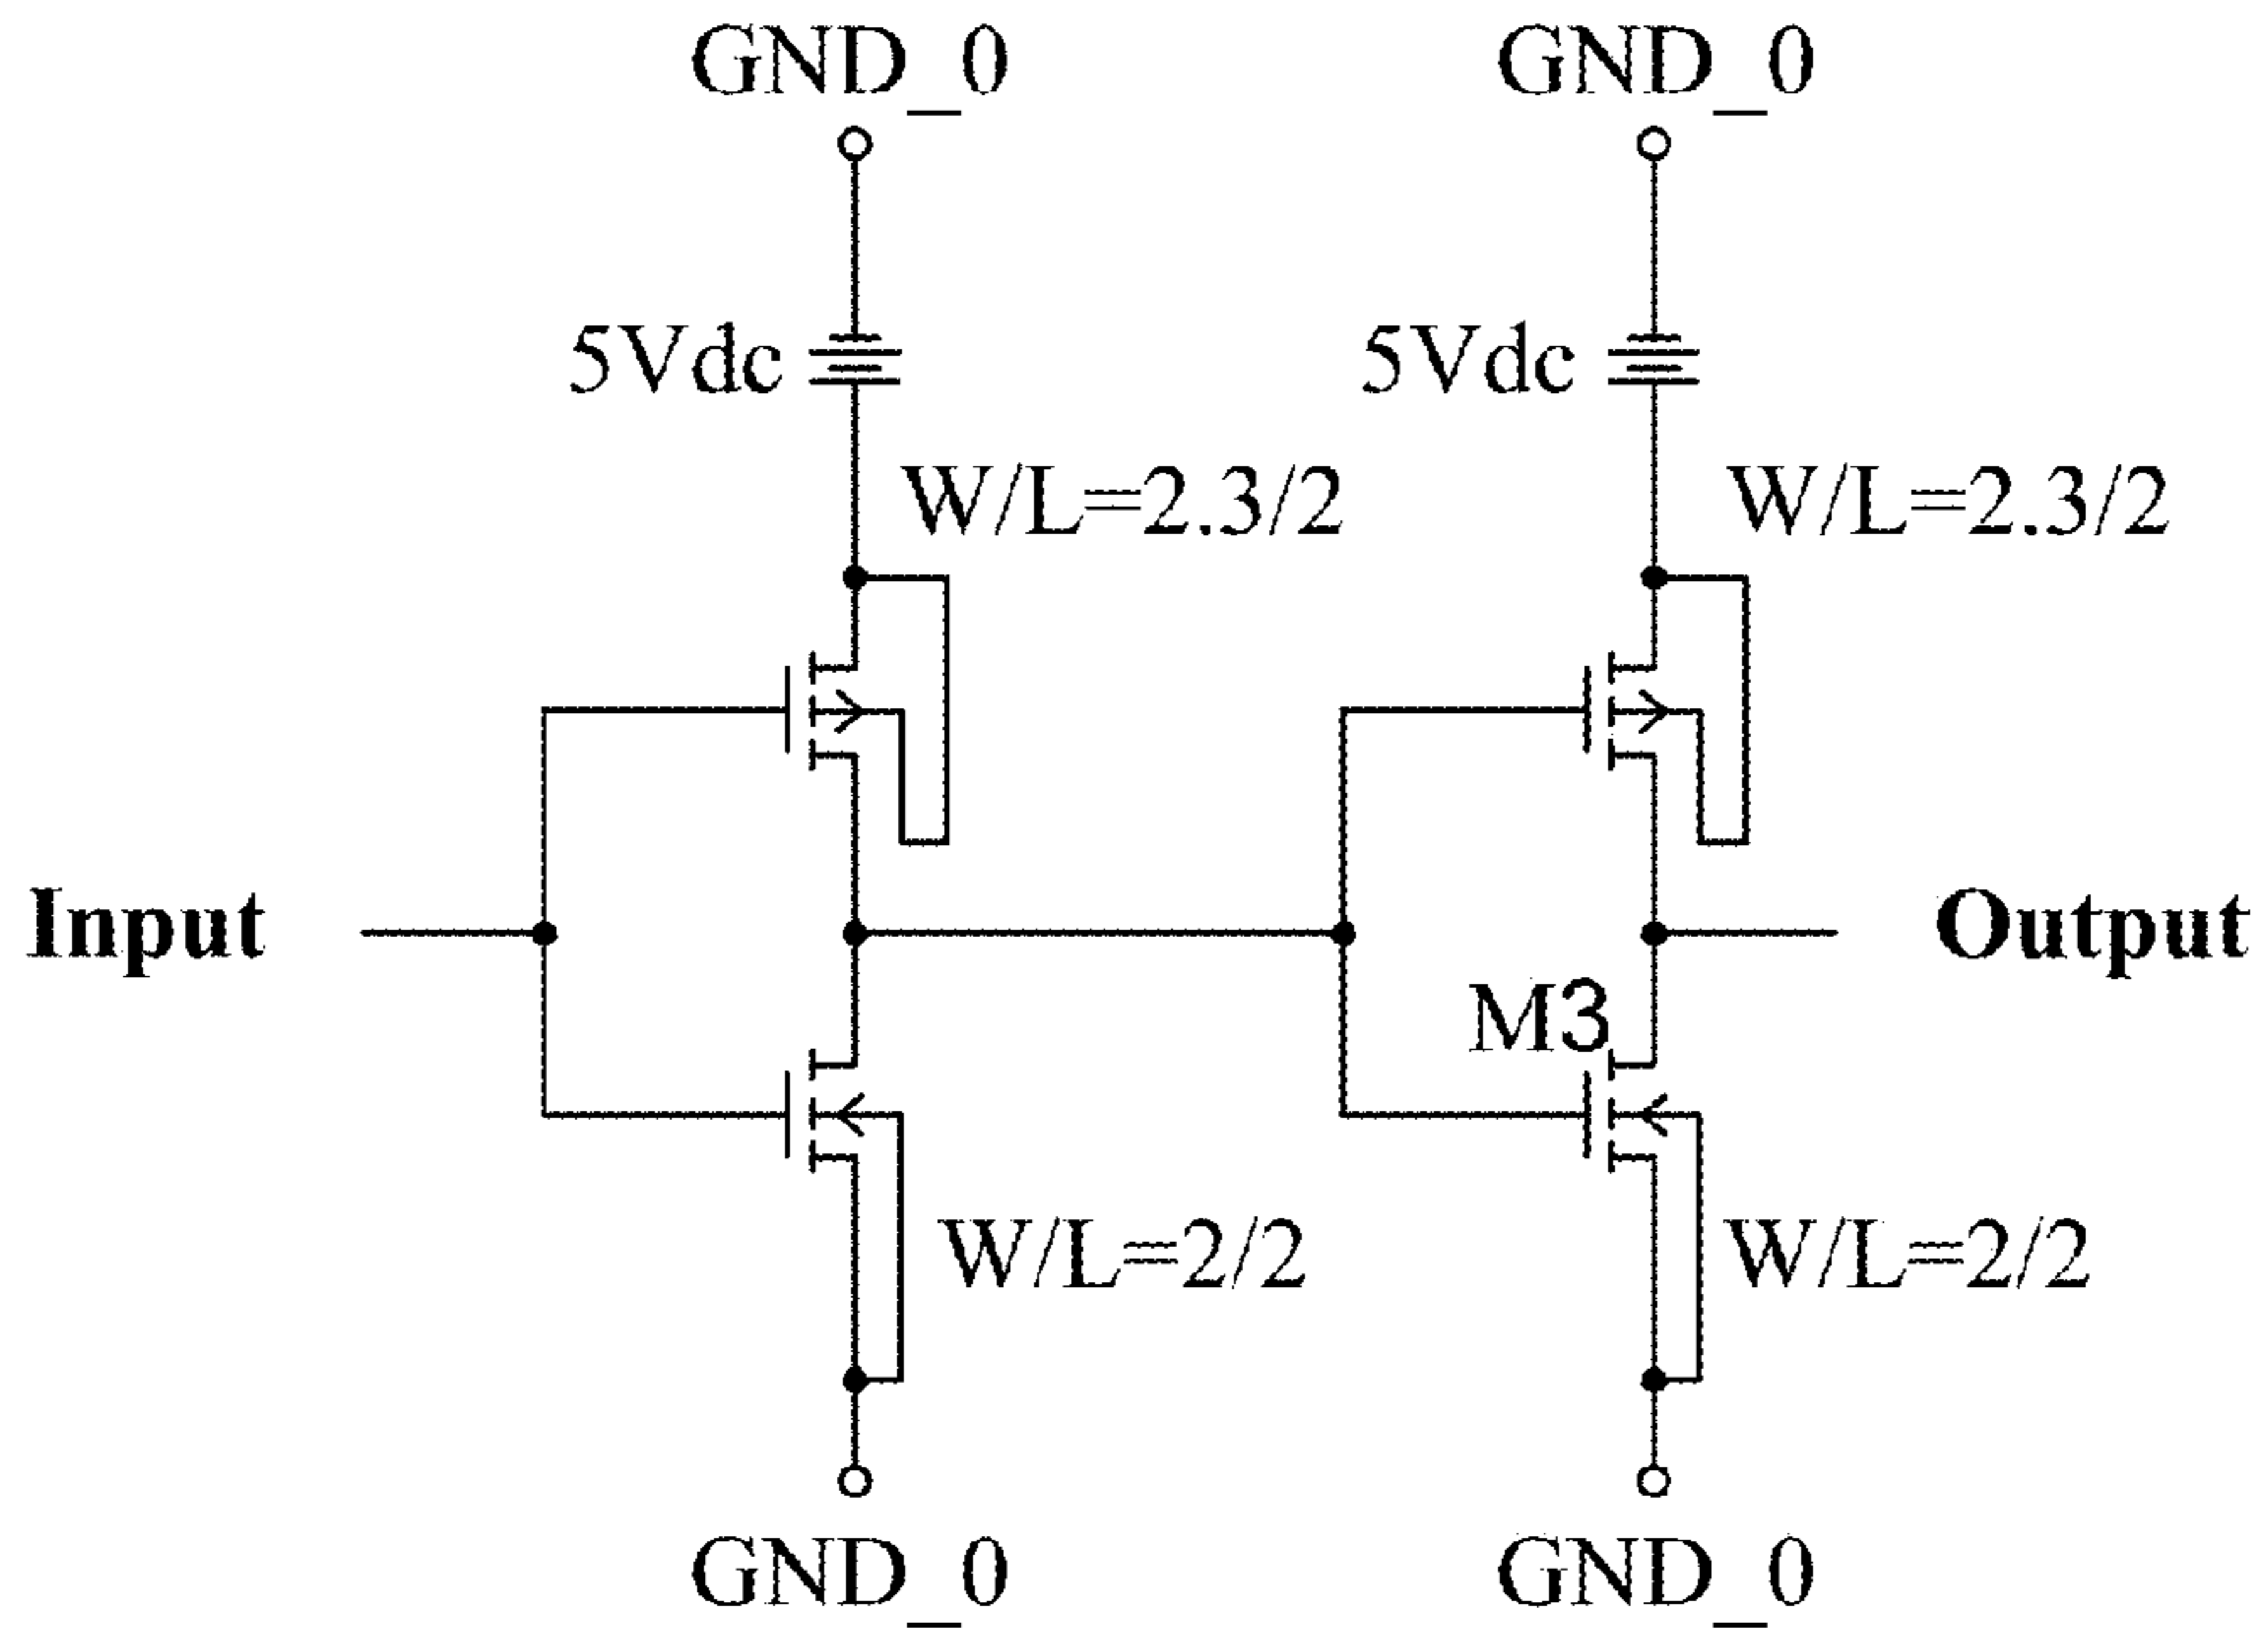 GND_0 GND_0
5Vdc 5Vdc
W/L=2.3/2 W/L=2.3/2
Input Output
M3
W/L=2/2 W/L=2/2
GND_0 GND_0